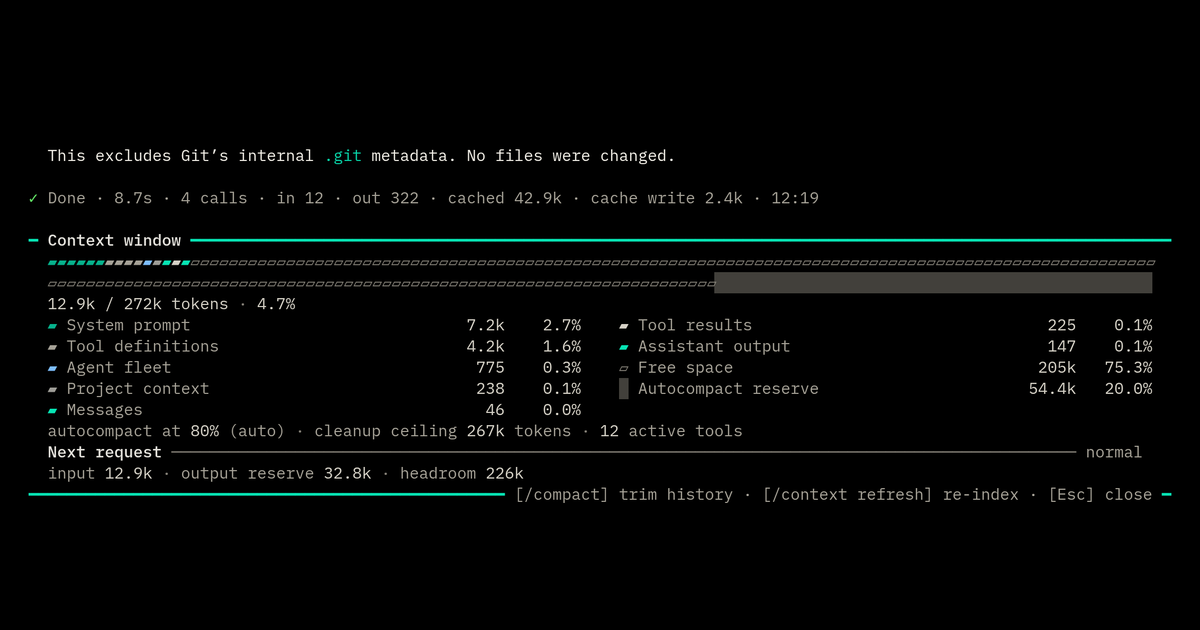 This excludes Git’s internal .git metadata. No files were changed.
✓ Done · 8.7s · 4 calls · in 12 · out 322 · cached 42.9k · cache write 2.4k · 12:19
Context window
12.9k / 272k tokens · 4.7%
System prompt 7.2k 2.7% Tool results 225 0.1%
Tool definitions 4.2k 1.6% Assistant output 147 0.1%
Agent fleet 775 0.3% Free space 205k 75.3%
Project context 238 0.1% Autocompact reserve 54.4k 20.0%
Messages 46 0.0%
autocompact at 80% (auto) · cleanup ceiling 267k tokens · 12 active tools
Next request normal
input 12.9k · output reserve 32.8k · headroom 226k
[/compact] trim history · [/context refresh] re-index · [Esc] close